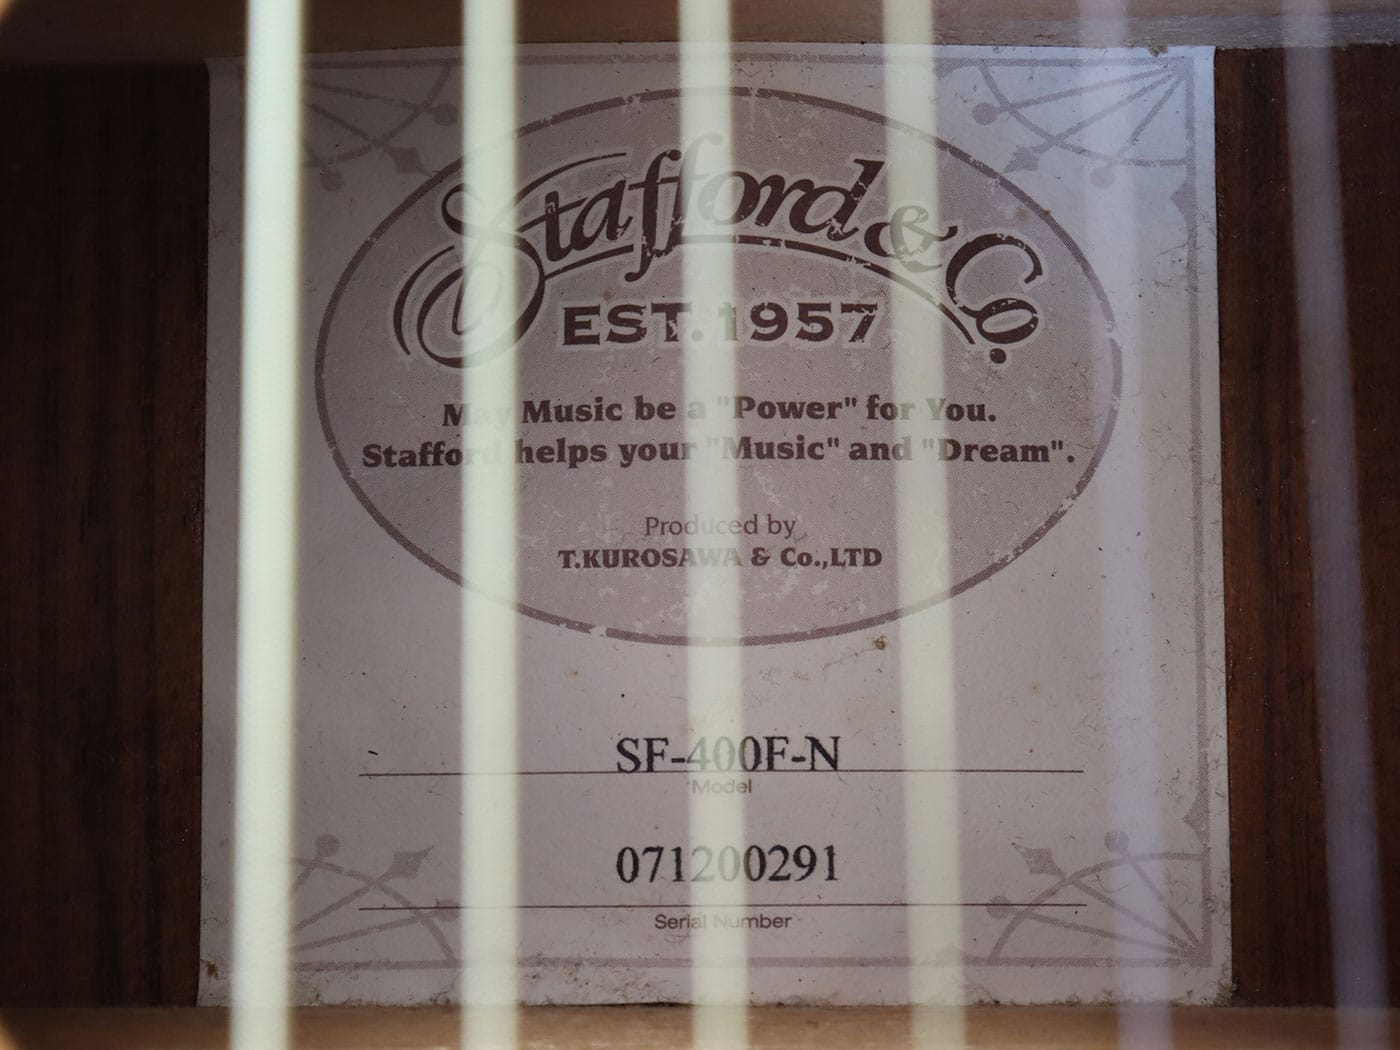 Stafford & Co.
EST. 1957
May Music be a "Power" for You.
Stafford helps your "Music" and "Dream".
Produced by
T.KUROSAWA & Co.,LTD
SF-400F-N
Model
071200291
Serial Number